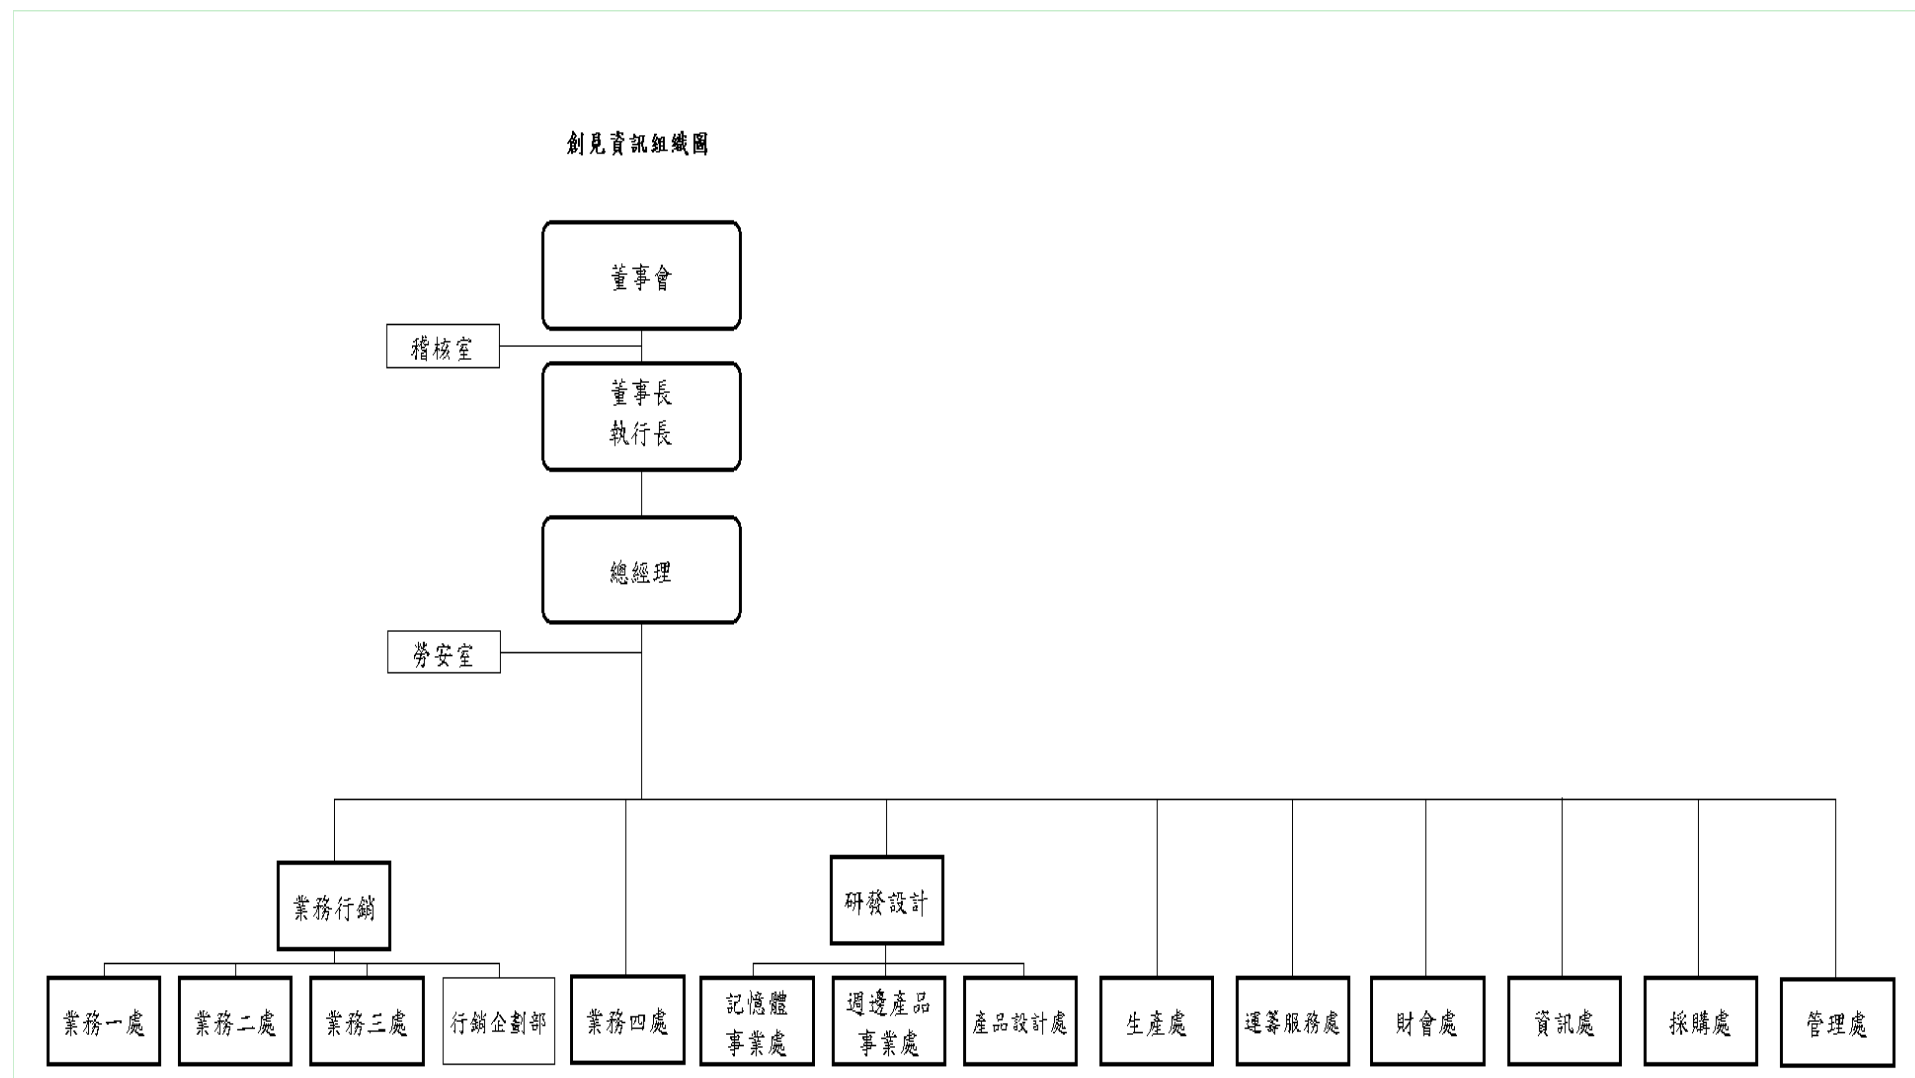 創見資訊組織圖
董事會
稽核室
董事長
執行長
總經理
勞安室
業務行銷
研發設計
業務一處
業務二處
業務三處
行銷企劃部
業務四處
記憶體
事業處
週邊產品
事業處
產品設計處
生產處
運籌服務處
財會處
資訊處
採購處
管理處